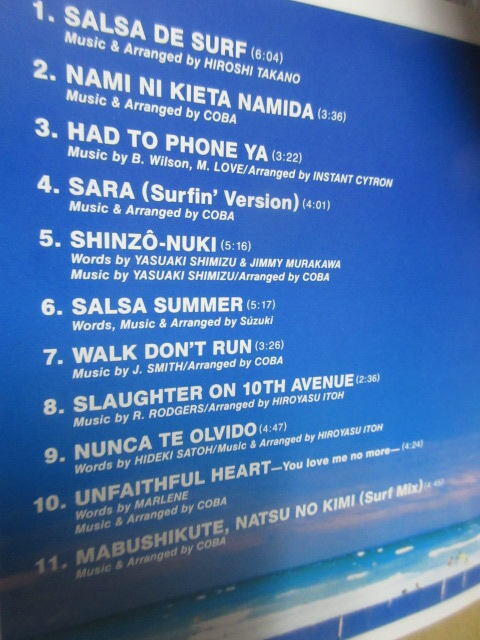 1. SALSA DE SURF (6:04)
Music & Arranged by HIROSHI TAKANO
2. NAMI NI KIETA NAMIDA (3:36)
Music & Arranged by COBA
3. HAD TO PHONE YA (3:22)
Music by B. Wilson, M. LOVE/Arranged by INSTANT CYTRON
4. SARA (Surfin' Version) (4:01)
Music & Arranged by COBA
5. SHINZÔ-NUKI (5:16)
Words by YASUAKI SHIMIZU & JIMMY MURAKAWA
Music by YASUAKI SHIMIZU/Arranged by COBA
6. SALSA SUMMER (5:17)
Words, Music & Arranged by Súzuki
7. WALK DON'T RUN (3:26)
Music by J. SMITH/Arranged by COBA
8. SLAUGHTER ON 10TH AVENUE (2:36)
Music by R. RODGERS/Arranged by HIROYASU ITOH
9. NUNCA TE OLVIDO (4:47)
Words by HIDEKI SATOH/Music & Arranged by HIROYASU ITOH
10. UNFAITHFUL HEART—You love me no more— (4:24)
Words by MARLENE
Music & Arranged by COBA
11. MABUSHIKUTE, NATSU NO KIMI (Surf Mix)
Music & Arranged by COBA